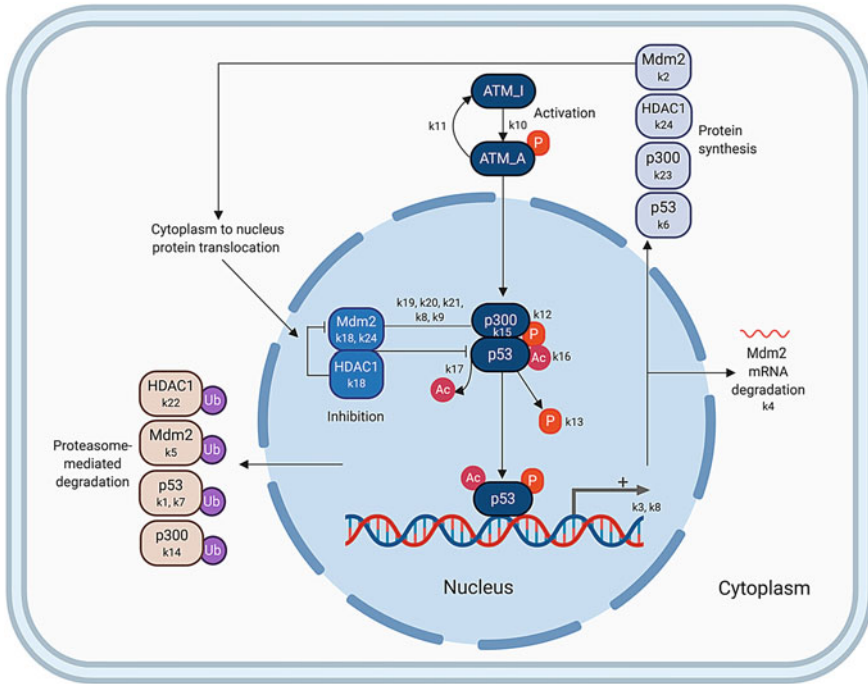 Mdm2
k2
HDAC1
k24
p300
k23
p53
k6
Protein
synthesis
ATM_I
Activation
k11
k10
ATM_A
P
Cytoplasm to nucleus
protein translocation
k19, k20, k21,
k8, k9
Mdm2
k18, k24
HDAC1
k18
Inhibition
p300
k15
k12
P
p53
Ac
k16
k17
Ac
P
k13
Mdm2
mRNA
degradation
k4
HDAC1
k22
Ub
Mdm2
k5
Ub
p53
k1, k7
Ub
p300
k14
Ub
Proteasome-
mediated
degradation
Ac
P
p53
+
k3, k8
Nucleus
Cytoplasm